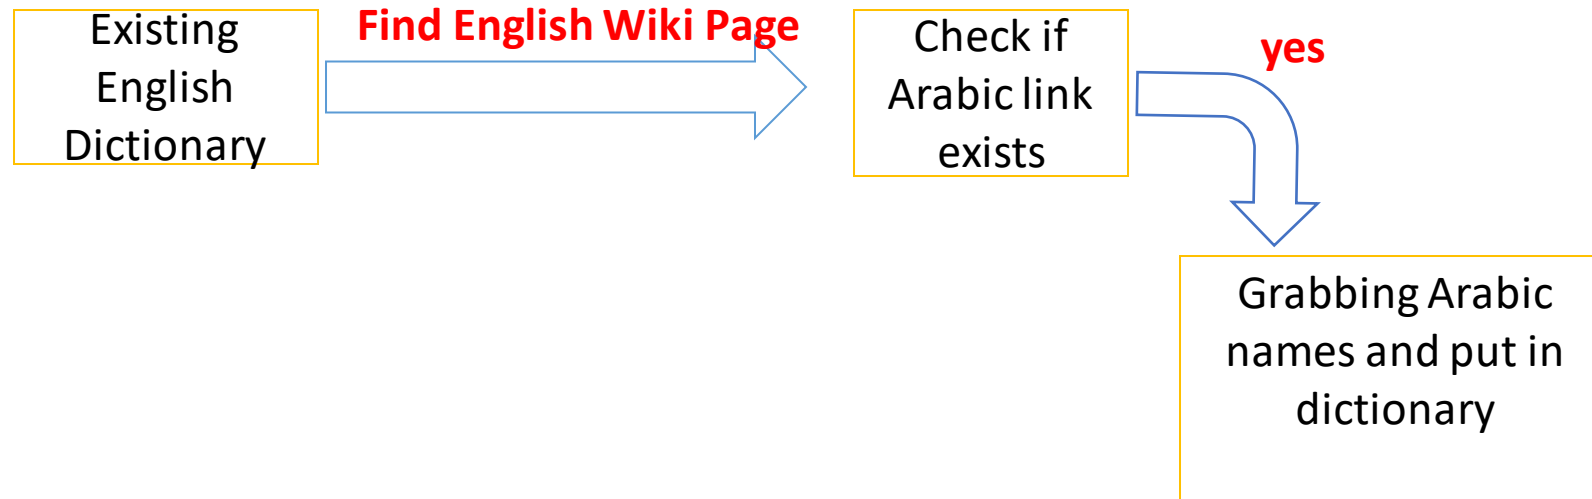 Existing
English
Dictionary
Find English Wiki Page
Check if
Arabic link
exists
yes
Grabbing Arabic
names and put in
dictionary